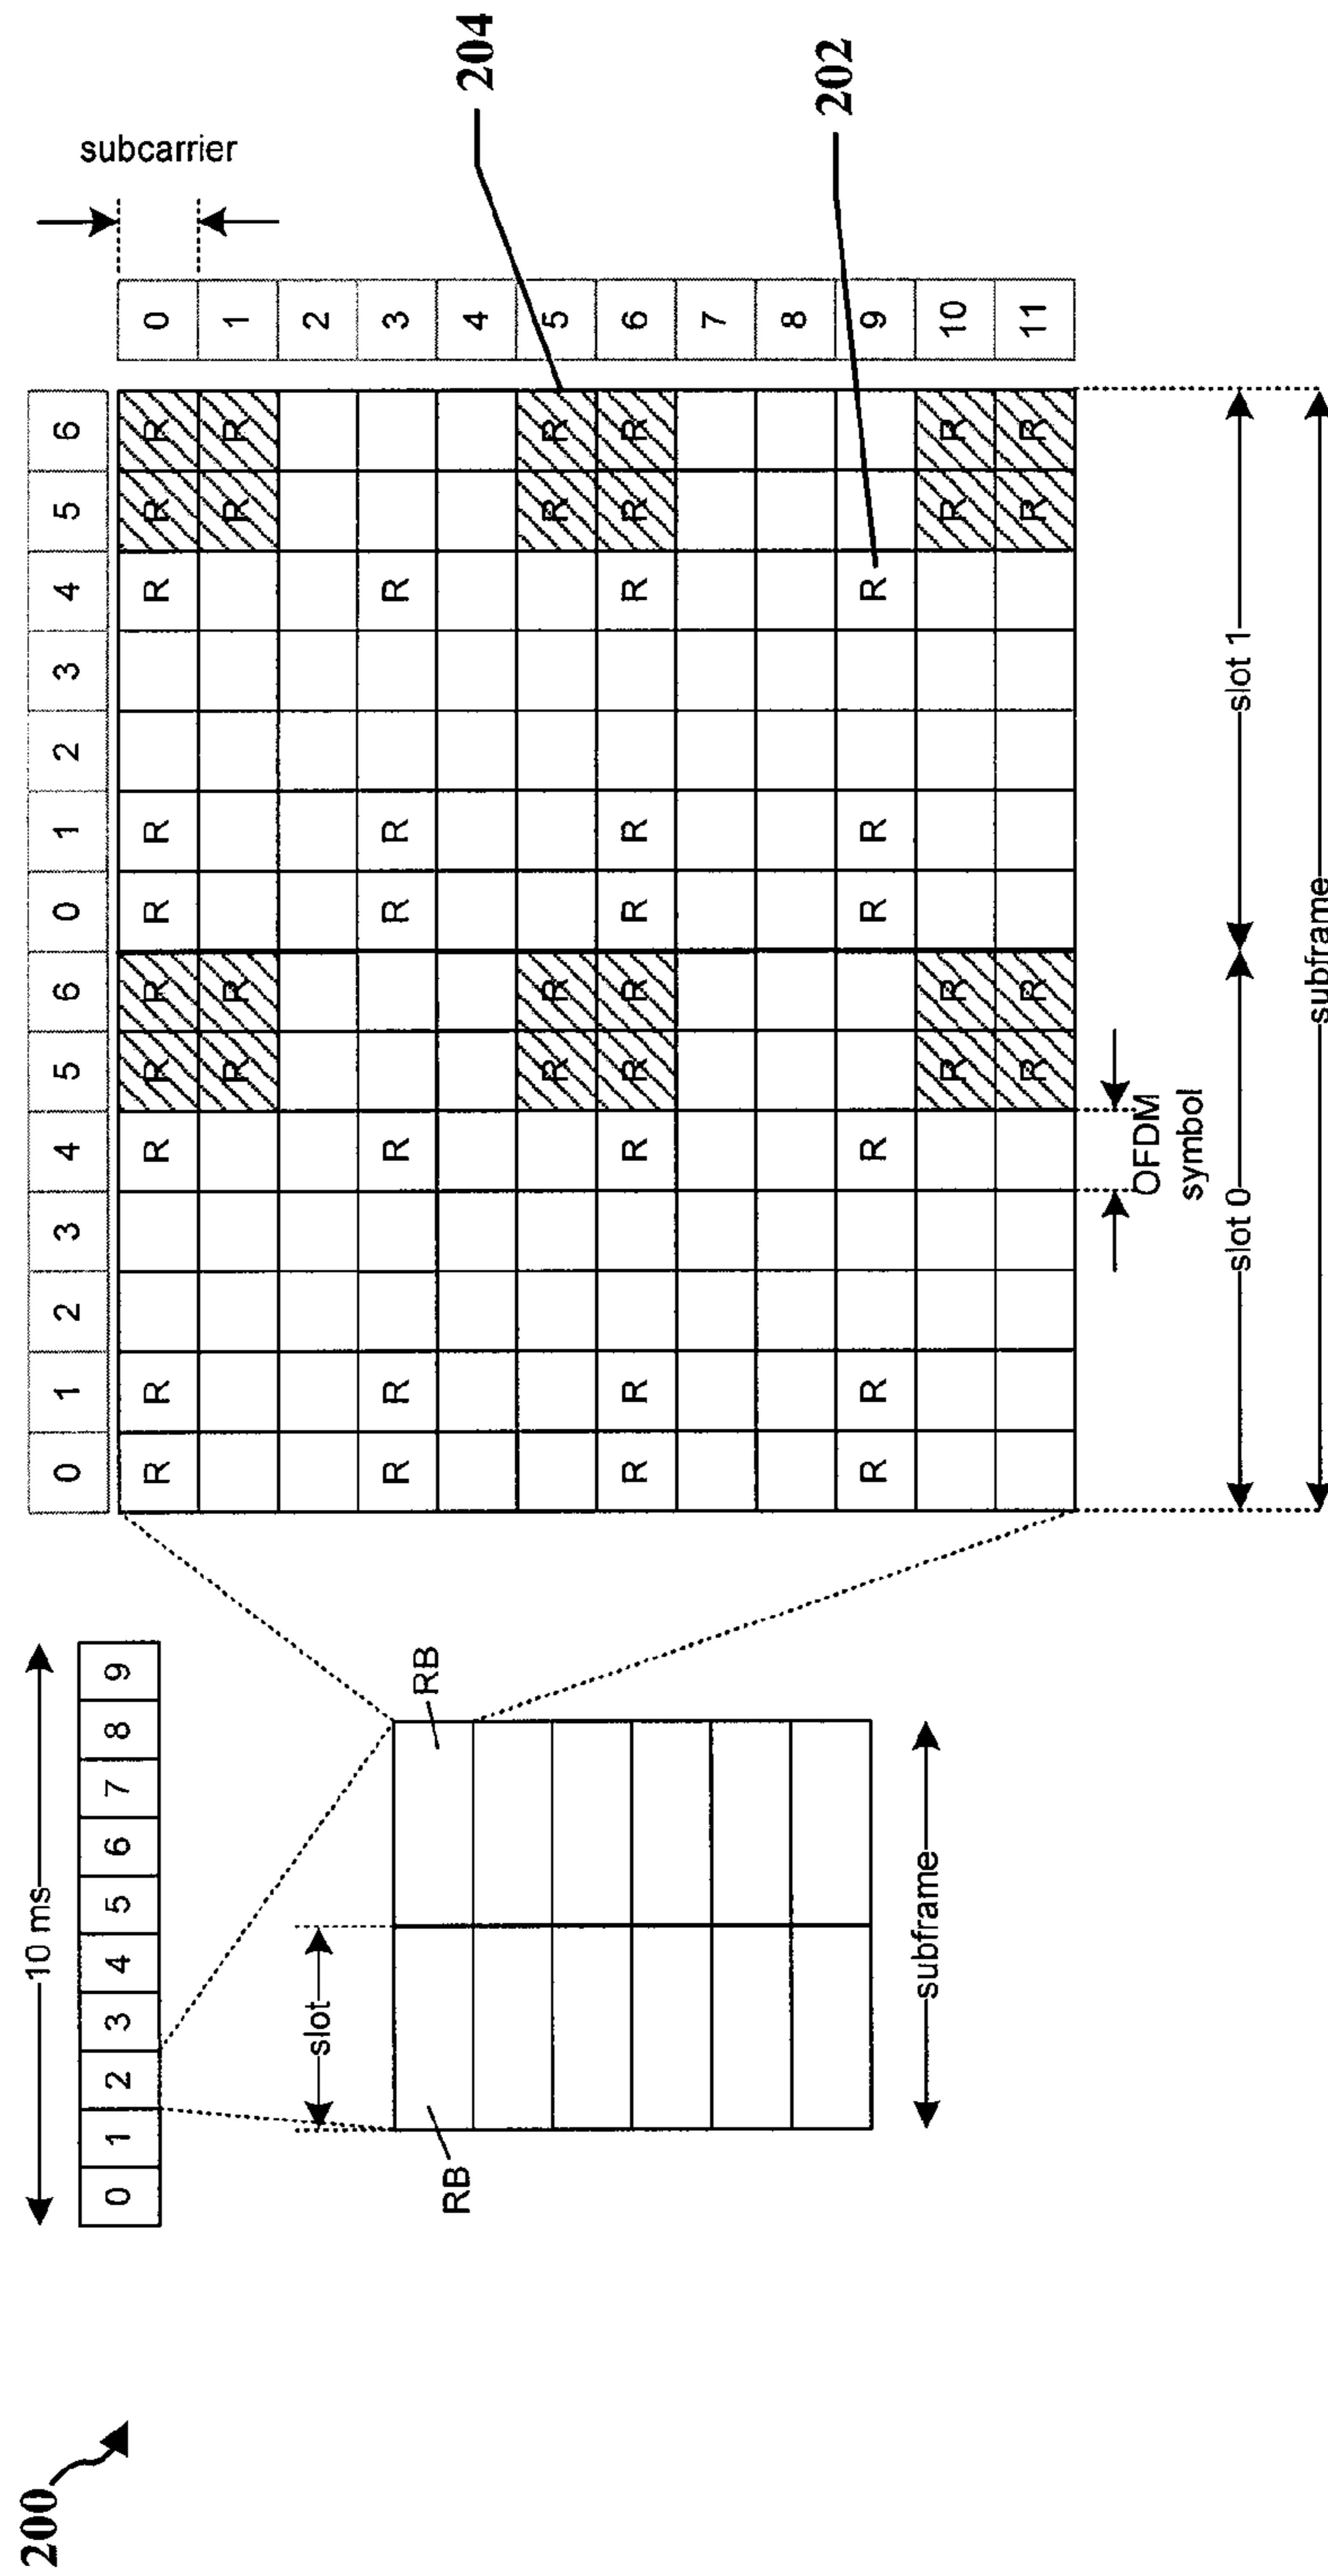 200
10 ms
0 1 2 3 4 5 6 7 8 9
slot
RB
RB
subframe
subcarrier
0 1 2 3 4 5 6 0 1 2 3 4 5 6
R R R R R R R R R R 0
R R R R 1
2
R R R R R R 3
4
R R R R 5
R R R R R R R R R R 6
7
8
R R R R R R 9
R R R R 10
R R R R 11
204
202
OFDM
symbol
slot 0
slot 1
subframe